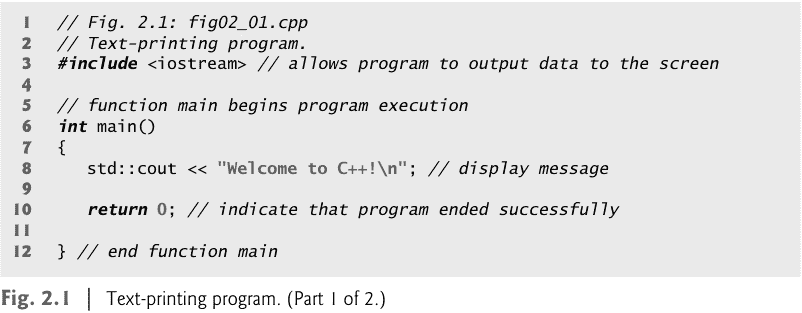 1 // Fig. 2.1: fig02_01.cpp
2 // Text-printing program.
3 #include <iostream> // allows program to output data to the screen
4
5 // function main begins program execution
6 int main()
7 {
8    std::cout << "Welcome to C++!\n"; // display message
9
10    return 0; // indicate that program ended successfully
11
12 } // end function main
Fig. 2.1 | Text-printing program. (Part 1 of 2.)